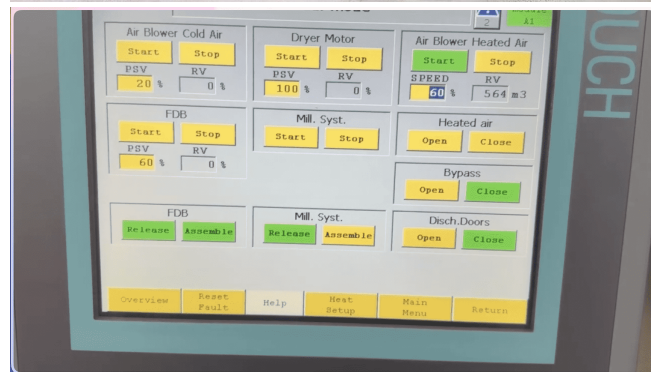 2
A1
Air Blower Cold Air
Start Stop
PSV RV
20 % 0 %
Dryer Motor
Start Stop
PSV RV
100 % 0 %
Air Blower Heated Air
Start Stop
SPEED RV
60 % 564 m3
FDB
Start Stop
PSV RV
60 % 0 %
Mill. Syst.
Start Stop
Heated air
Open Close
Bypass
Open Close
FDB
Release Assemble
Mill. Syst.
Release Assemble
Disch.Doors
Open Close
Overview
Reset
Fault
Help
Heat
Setup
Main
Menu
Return
OUCH